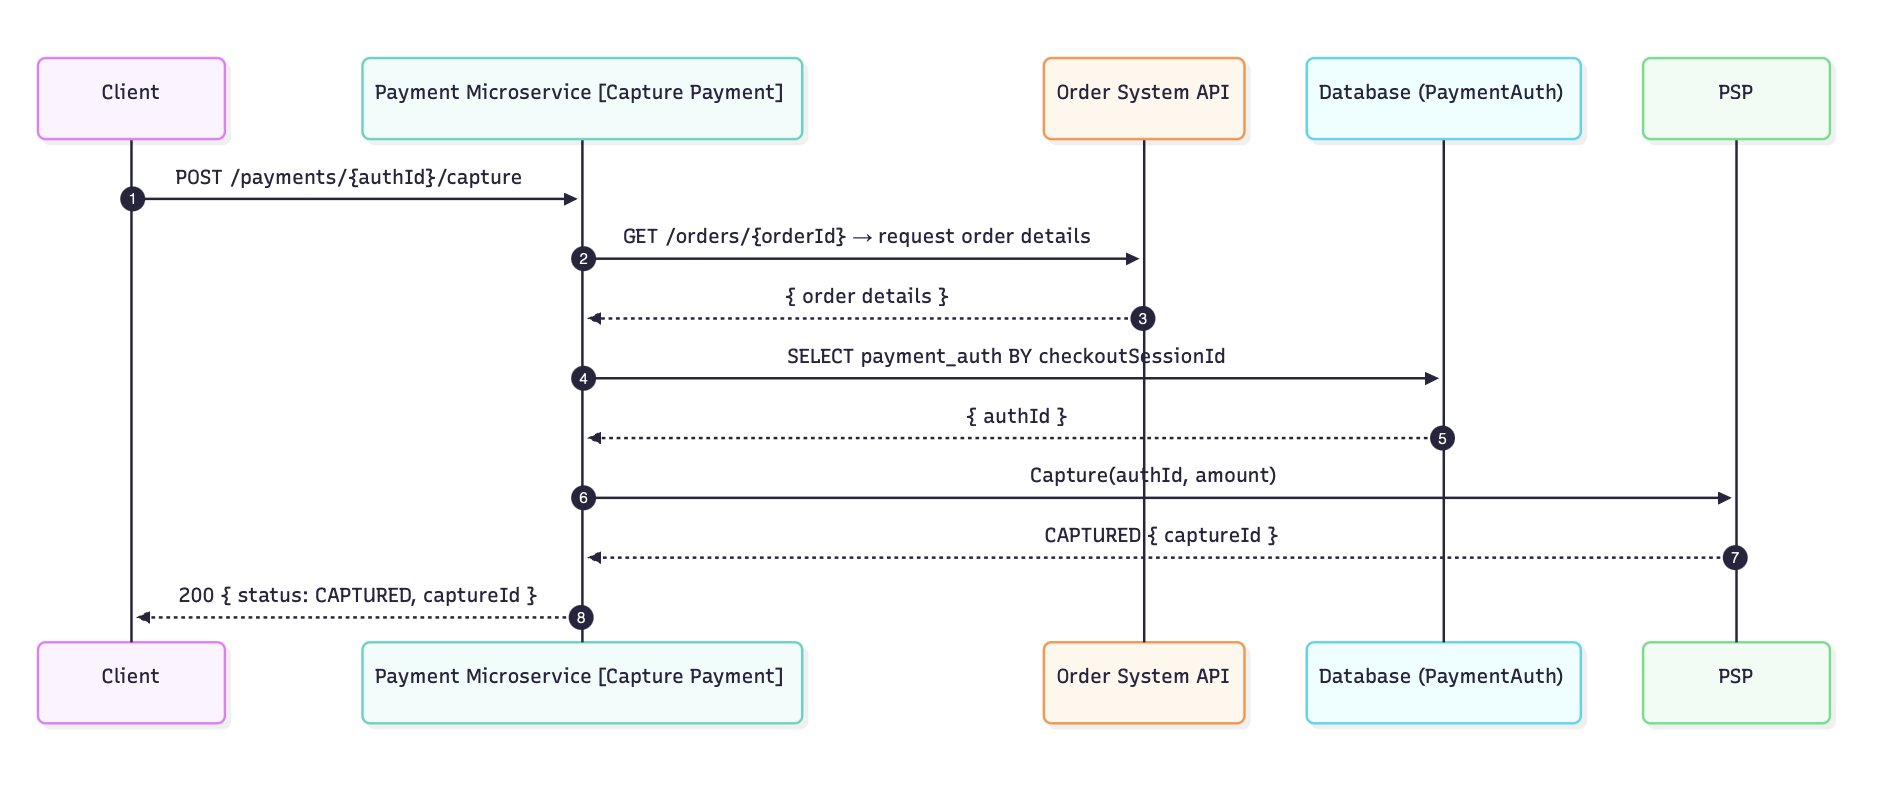 Client
Payment Microservice [Capture Payment]
Order System API
Database (PaymentAuth)
PSP
POST /payments/{authId}/capture
1
GET /orders/{orderId} → request order details
2
{ order details }
3
SELECT payment_auth BY checkoutSessionId
4
{ authId }
5
Capture(authId, amount)
6
CAPTURED { captureId }
7
200 { status: CAPTURED, captureId }
8
Client
Payment Microservice [Capture Payment]
Order System API
Database (PaymentAuth)
PSP